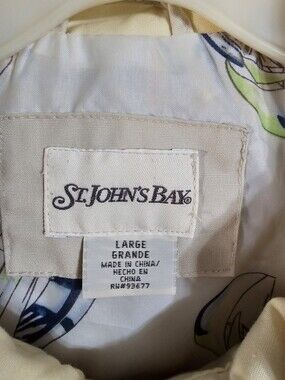 ST. JOHN'S BAY®
LARGE
GRANDE
MADE IN CHINA/
HECHO EN
CHINA
RN#93677